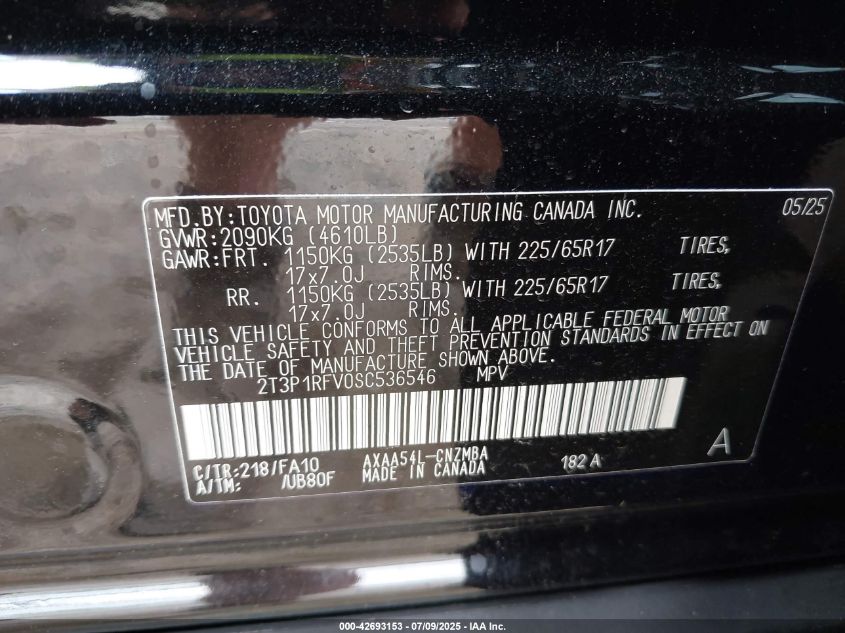 MFD.BY:TOYOTA MOTOR MANUFACTURING CANADA INC. 05/25
GVWR:2090KG (4610LB)
GAWR:FRT. 1150KG (2535LB) WITH 225/65R17 TIRES,
17x7.0J RIMS.
RR. 1150KG (2535LB) WITH 225/65R17 TIRES,
17x7.0J RIMS.
THIS VEHICLE CONFORMS TO ALL APPLICABLE FEDERAL MOTOR
VEHICLE SAFETY AND THEFT PREVENTION STANDARDS IN EFFECT ON
THE DATE OF MANUFACTURE SHOWN ABOVE.
2T3P1RFV0SC536546 MPV
C/TR:218/FA10 AXAA54L-CNZMBA 182 A A
A/TM: /UB80F MADE IN CANADA
000-42693153 - 07/09/2025 - IAA Inc.